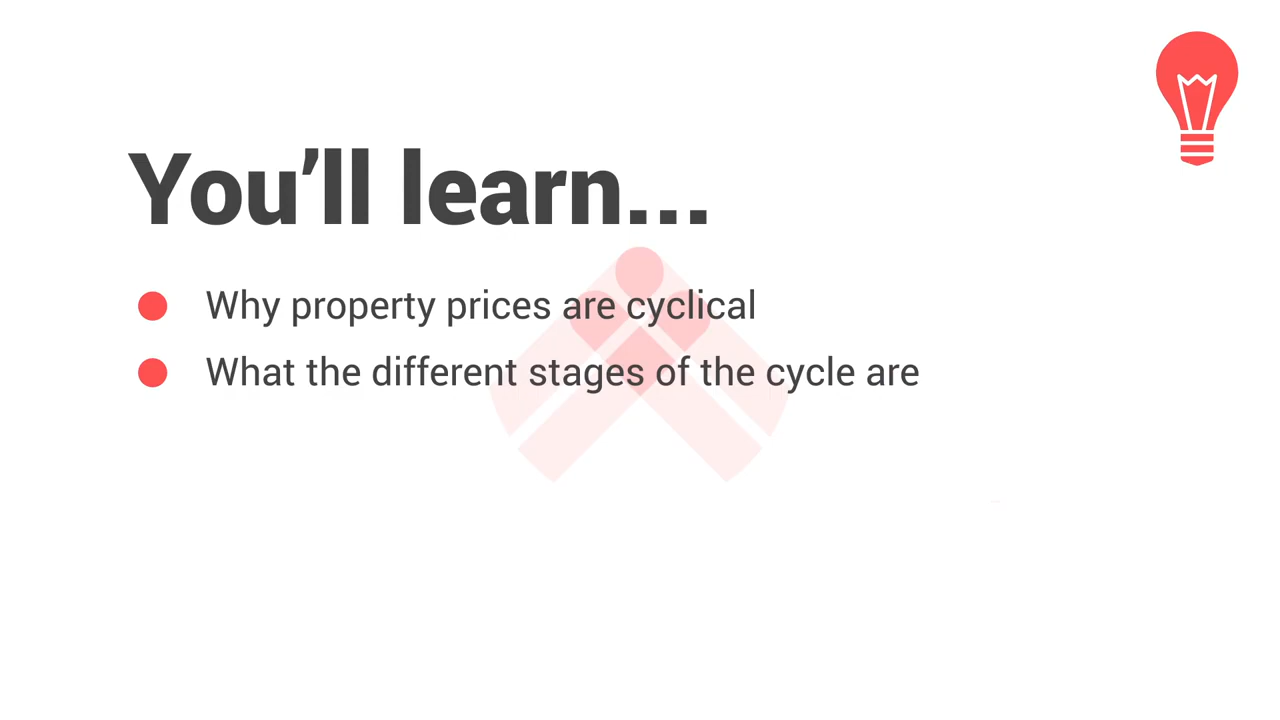 You'll learn...
Why property prices are cyclical
What the different stages of the cycle are